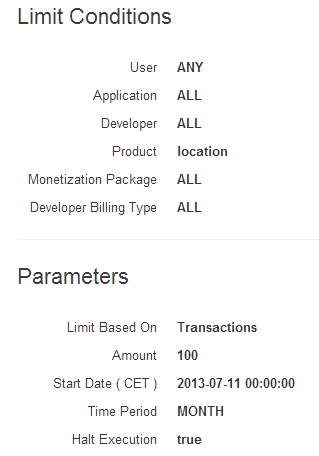 Limit Conditions
User ANY
Application ALL
Developer ALL
Product location
Monetization Package ALL
Developer Billing Type ALL
Parameters
Limit Based On Transactions
Amount 100
Start Date ( CET ) 2013-07-11 00:00:00
Time Period MONTH
Halt Execution true